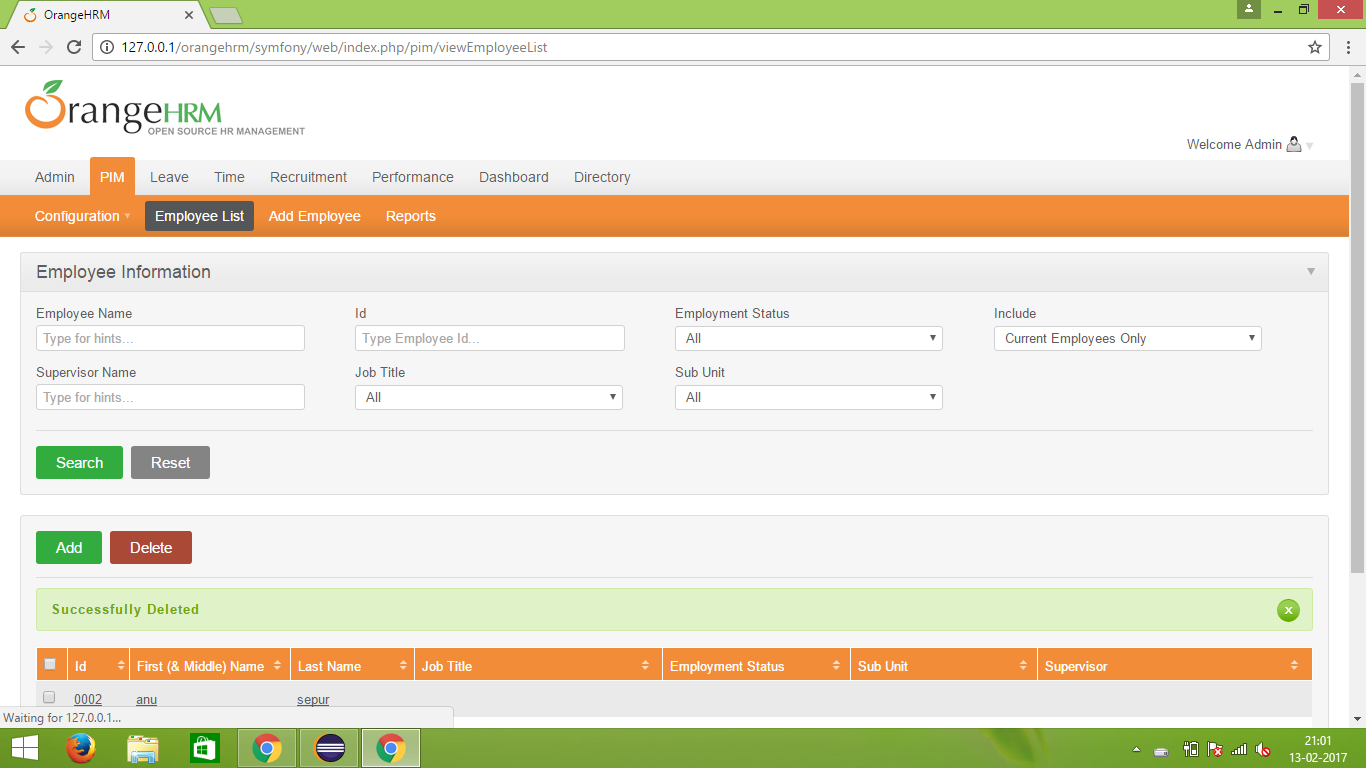 OrangeHRM
127.0.0.1/orangehrm/symfony/web/index.php/pim/viewEmployeeList
OrangeHRM
OPEN SOURCE HR MANAGEMENT
Welcome Admin
Admin PIM Leave Time Recruitment Performance Dashboard Directory
Configuration Employee List Add Employee Reports
Employee Information
Employee Name Id Employment Status Include
Type for hints... Type Employee Id... All Current Employees Only
Supervisor Name Job Title Sub Unit
Type for hints... All All
Search Reset
Add Delete
Successfully Deleted x
Id First (& Middle) Name Last Name Job Title Employment Status Sub Unit Supervisor
0002 anu sepur
Waiting for 127.0.0.1...
21:01
13-02-2017